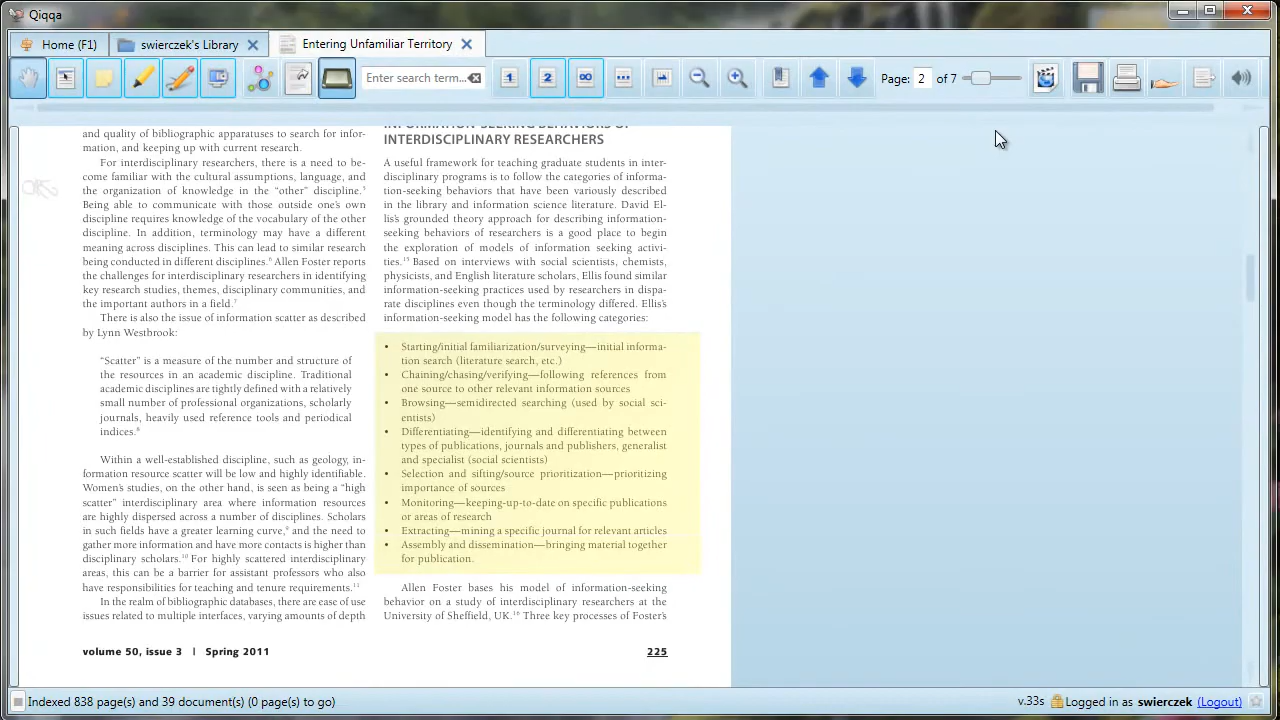 Qiqqa
Home (F1)
swierczek's Library
Entering Unfamiliar Territory
Enter search term...
Page: 2 of 7
and quality of bibliographic apparatuses to search for infor-
mation, and keeping up with current research.
For interdisciplinary researchers, there is a need to be-
come familiar with the cultural assumptions, language, and
the organization of knowledge in the “other” discipline.5
Being able to communicate with those outside one’s own
discipline requires knowledge of the vocabulary of the other
discipline. In addition, terminology may have a different
meaning across disciplines. This can lead to similar research
being conducted in different disciplines.6 Allen Foster reports
the challenges for interdisciplinary researchers in identifying
key research studies, themes, disciplinary communities, and
the important authors in a field.7
There is also the issue of information scatter as described
by Lynn Westbrook:
“Scatter” is a measure of the number and structure of
the resources in an academic discipline. Traditional
academic disciplines are tightly defined with a relatively
small number of professional organizations, scholarly
journals, heavily used reference tools and periodical
indices.8
Within a well-established discipline, such as geology, in-
formation resource scatter will be low and highly identifiable.
Women’s studies, on the other hand, is seen as being a “high
scatter” interdisciplinary area where information resources
are highly dispersed across a number of disciplines. Scholars
in such fields have a greater learning curve,9 and the need to
gather more information and have more contacts is higher than
disciplinary scholars.10 For highly scattered interdisciplinary
areas, this can be a barrier for assistant professors who also
have responsibilities for teaching and tenure requirements.11
In the realm of bibliographic databases, there are ease of use
issues related to multiple interfaces, varying amounts of depth
INFORMATION-SEEKING BEHAVIORS OF
INTERDISCIPLINARY RESEARCHERS
A useful framework for teaching graduate students in inter-
disciplinary programs is to follow the categories of informa-
tion-seeking behaviors that have been variously described
in the library and information science literature. David El-
lis’s grounded theory approach for describing information-
seeking behaviors of researchers is a good place to begin
the exploration of models of information seeking activi-
ties.15 Based on interviews with social scientists, chemists,
physicists, and English literature scholars, Ellis found similar
information-seeking practices used by researchers in dispa-
rate disciplines even though the terminology differed. Ellis’s
information-seeking model has the following categories:
• Starting/initial familiarization/surveying—initial informa-
tion search (literature search, etc.)
• Chaining/chasing/verifying—following references from
one source to other relevant information sources
• Browsing—semidirected searching (used by social sci-
entists)
• Differentiating—identifying and differentiating between
types of publications, journals and publishers, generalist
and specialist (social scientists)
• Selection and sifting/source prioritization—prioritizing
importance of sources
• Monitoring—keeping-up-to-date on specific publications
or areas of research
• Extracting—mining a specific journal for relevant articles
• Assembly and dissemination—bringing material together
for publication.
Allen Foster bases his model of information-seeking
behavior on a study of interdisciplinary researchers at the
University of Sheffield, UK.16 Three key processes of Foster’s
volume 50, issue 3 | Spring 2011
225
Indexed 838 page(s) and 39 document(s) (0 page(s) to go)
v.33s
Logged in as swierczek (Logout)